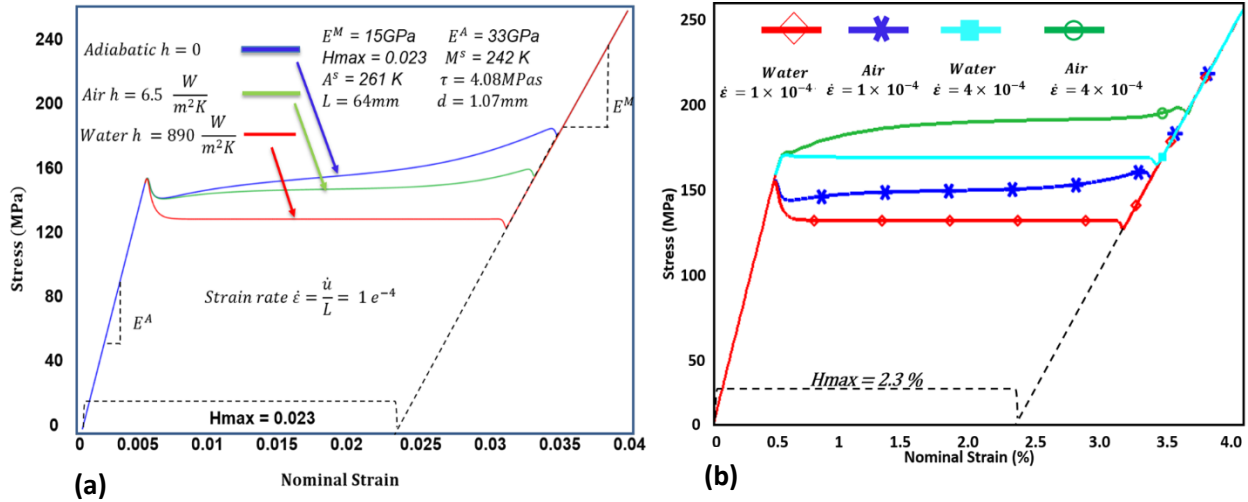 Adiabatic h = 0
Air h = 6.5 W/m²K
Water h = 890 W/m²K
E^M = 15GPa E^A = 33GPa
Hmax = 0.023 M^s = 242 K
A^s = 261 K τ = 4.08MPas
L = 64mm d = 1.07mm
E^M
E^A
Strain rate ε̇ = u̇/L = 1 e^-4
Hmax = 0.023
Stress (MPa)
240
200
160
120
80
40
0
0 0.005 0.01 0.015 0.02 0.025 0.03 0.035 0.04
Nominal Strain
(a)
Water Air Water Air
ε̇ = 1 × 10^-4 ε̇ = 1 × 10^-4 ε̇ = 4 × 10^-4 ε̇ = 4 × 10^-4
Hmax = 2.3 %
Stress (MPa)
250
200
150
100
50
0
0 0.5 1 1.5 2.0 2.5 3.0 3.5 4.0
Nominal Strain (%)
(b)